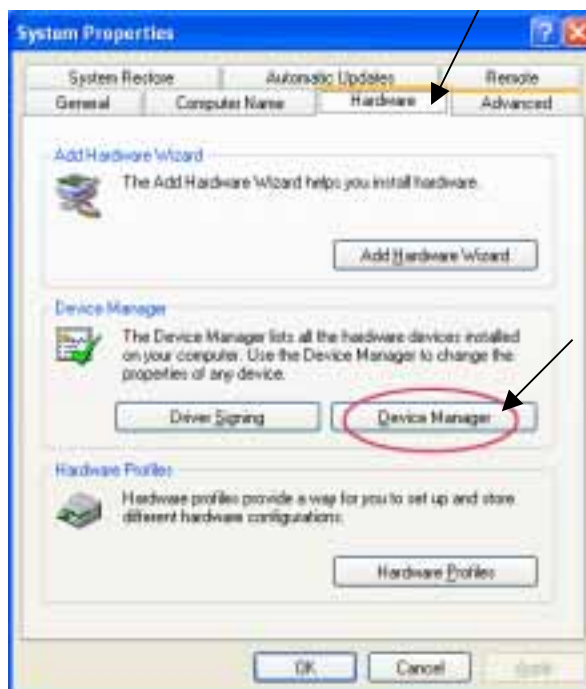 System Properties
System Restore Automatic Updates Remote
General Computer Name Hardware Advanced
Add Hardware Wizard
The Add Hardware Wizard helps you install hardware.
Add Hardware Wizard
Device Manager
The Device Manager lists all the hardware devices installed
on your computer. Use the Device Manager to change the
properties of any device.
Driver Signing Device Manager
Hardware Profiles
Hardware profiles provide a way for you to set up and store
different hardware configurations.
Hardware Profiles
OK Cancel Apply